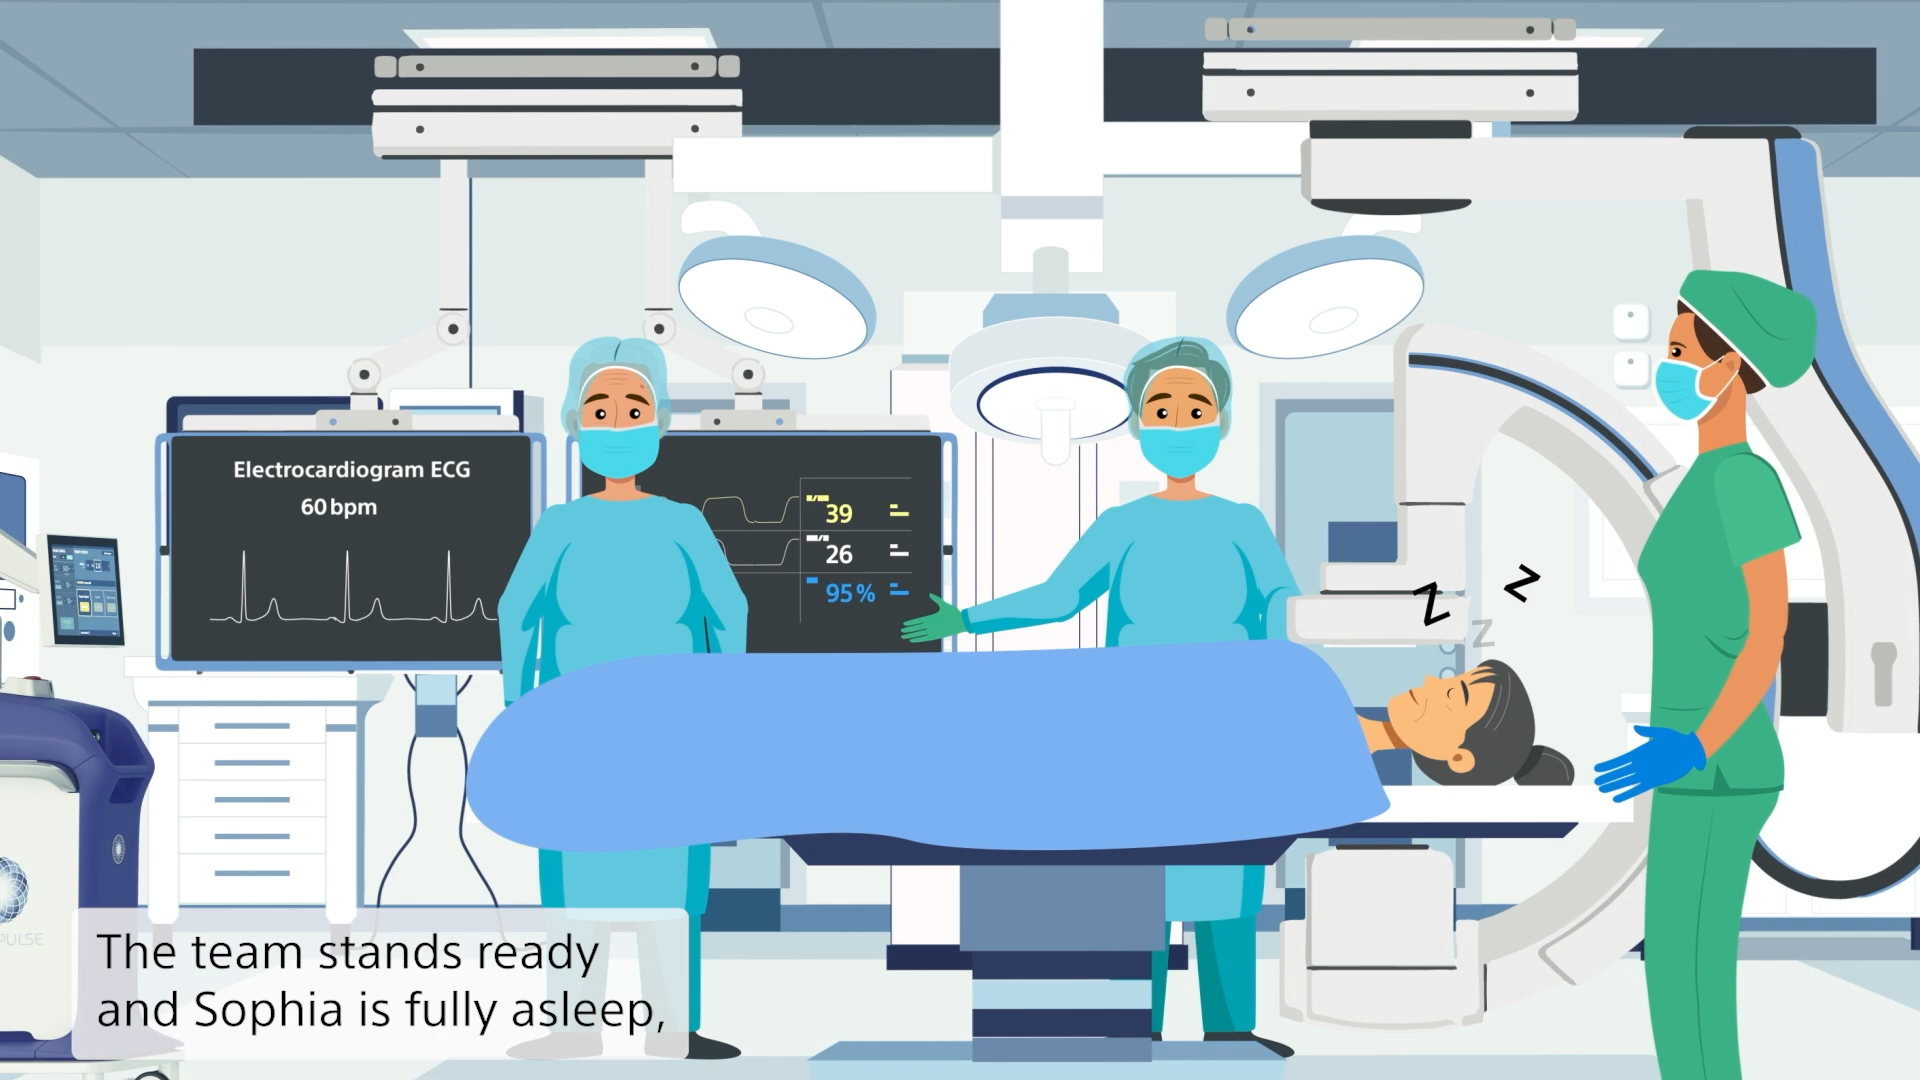 Electrocardiogram ECG
60 bpm
39
26
95%
Z
Z
Z
PULSE
The team stands ready
and Sophia is fully asleep,